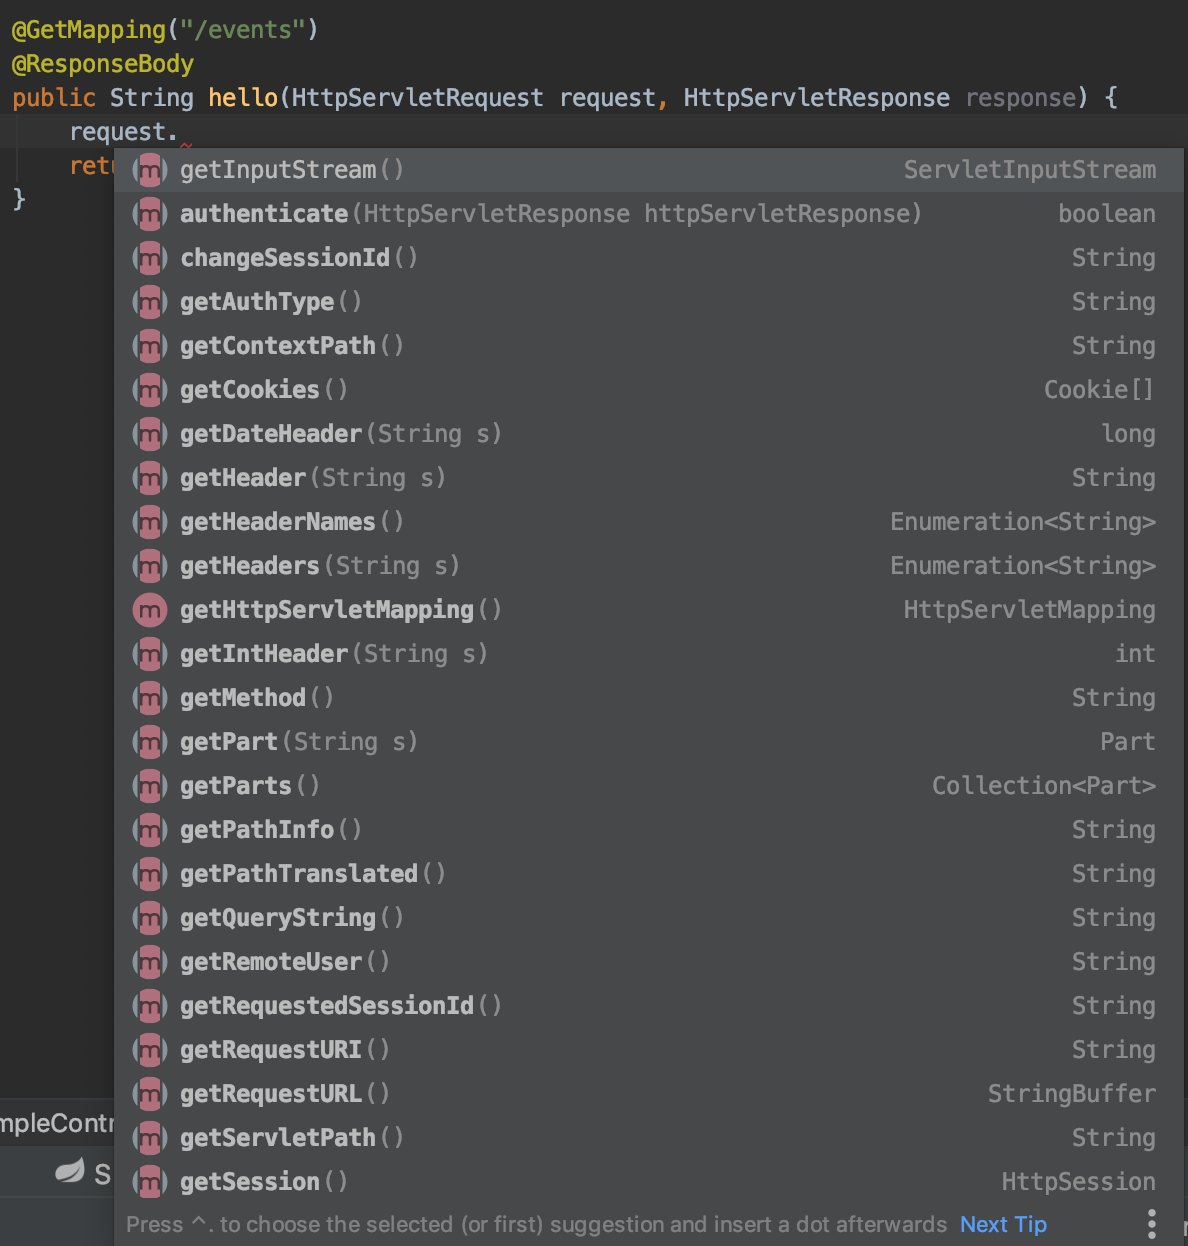 @GetMapping("/events")
@ResponseBody
public String hello(HttpServletRequest request, HttpServletResponse response) {
request.
retu
}
m getInputStream() ServletInputStream
m authenticate(HttpServletResponse httpServletResponse) boolean
m changeSessionId() String
m getAuthType() String
m getContextPath() String
m getCookies() Cookie[]
m getDateHeader(String s) long
m getHeader(String s) String
m getHeaderNames() Enumeration<String>
m getHeaders(String s) Enumeration<String>
m getHttpServletMapping() HttpServletMapping
m getIntHeader(String s) int
m getMethod() String
m getPart(String s) Part
m getParts() Collection<Part>
m getPathInfo() String
m getPathTranslated() String
m getQueryString() String
m getRemoteUser() String
m getRequestedSessionId() String
m getRequestURI() String
m getRequestURL() StringBuffer
m getServletPath() String
m getSession() HttpSession
Press ^. to choose the selected (or first) suggestion and insert a dot afterwards Next Tip
mpleContr
S